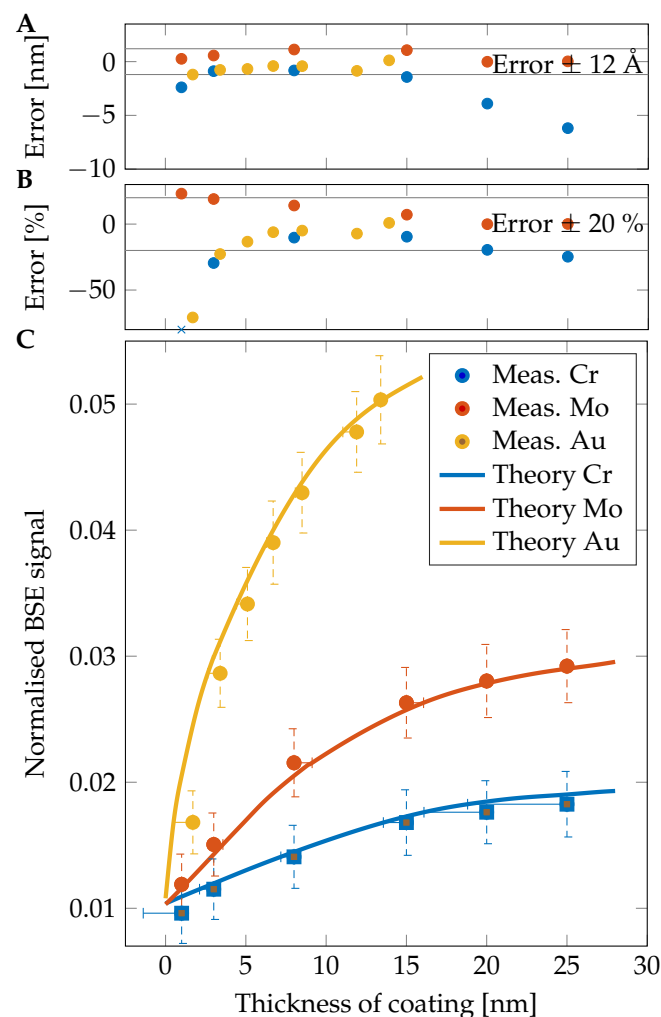 A
Error [nm]
0
−5
−10
Error ± 12 Å
B
Error [%]
0
−50
Error ± 20 %
C
Normalised BSE signal
0.05
0.04
0.03
0.02
0.01
Meas. Cr
Meas. Mo
Meas. Au
Theory Cr
Theory Mo
Theory Au
0 5 10 15 20 25 30
Thickness of coating [nm]